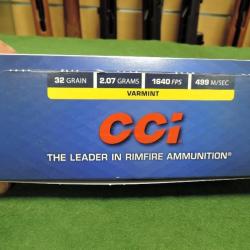 32 GRAIN 2.07 GRAMS 1640 FPS 499 M/SEC
VARMINT
CCi
THE LEADER IN RIMFIRE AMMUNITION®